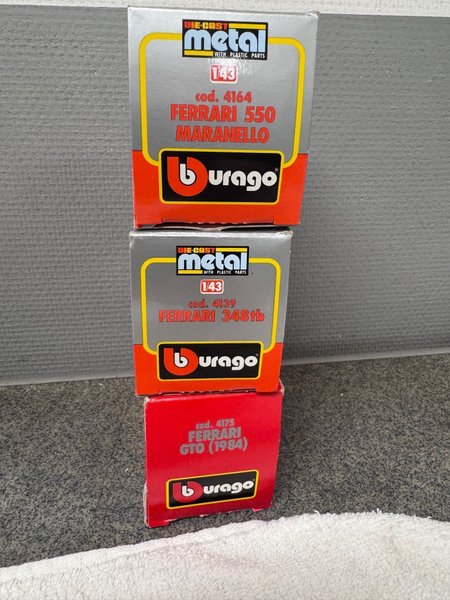 DIE-CAST
metal
WITH PLASTIC PARTS
1:43
cod. 4164
FERRARI 550
MARANELLO
burago
DIE-CAST
metal
WITH PLASTIC PARTS
1:43
cod. 4139
FERRARI 348tb
burago
cod. 4175
FERRARI
GTO (1984)
burago